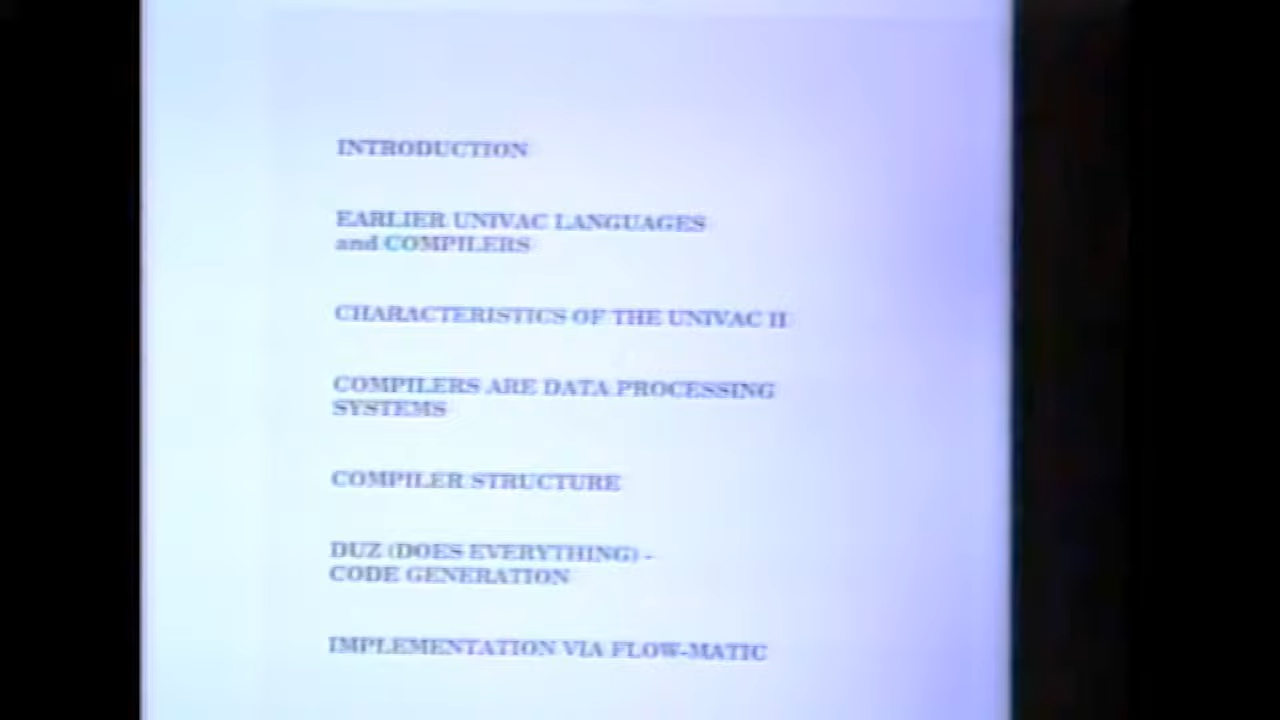 INTRODUCTION
EARLIER UNIVAC LANGUAGES
and COMPILERS
CHARACTERISTICS OF THE UNIVAC II
COMPILERS ARE DATA PROCESSING
SYSTEMS
COMPILER STRUCTURE
DUZ (DOES EVERYTHING) -
CODE GENERATION
IMPLEMENTATION VIA FLOW-MATIC